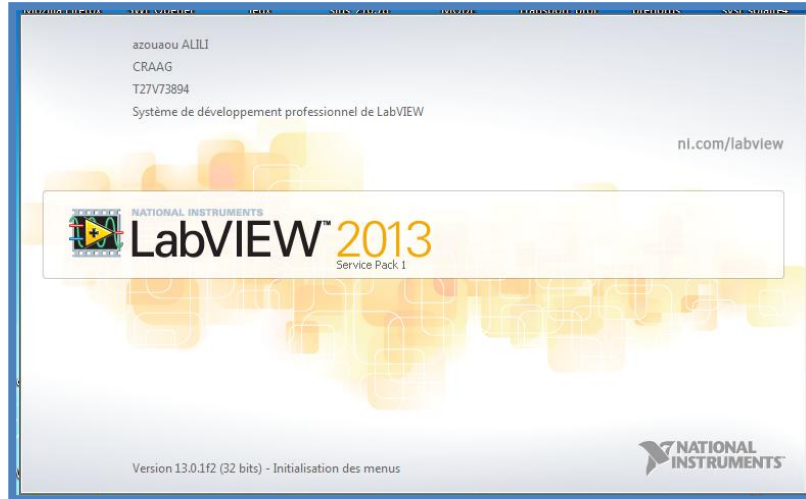 azouaou ALILI
CRAAG
T27V73894
Système de développement professionnel de LabVIEW
ni.com/labview
NATIONAL INSTRUMENTS
LabVIEW™ 2013
Service Pack 1
NATIONAL
INSTRUMENTS
Version 13.0.1f2 (32 bits) - Initialisation des menus